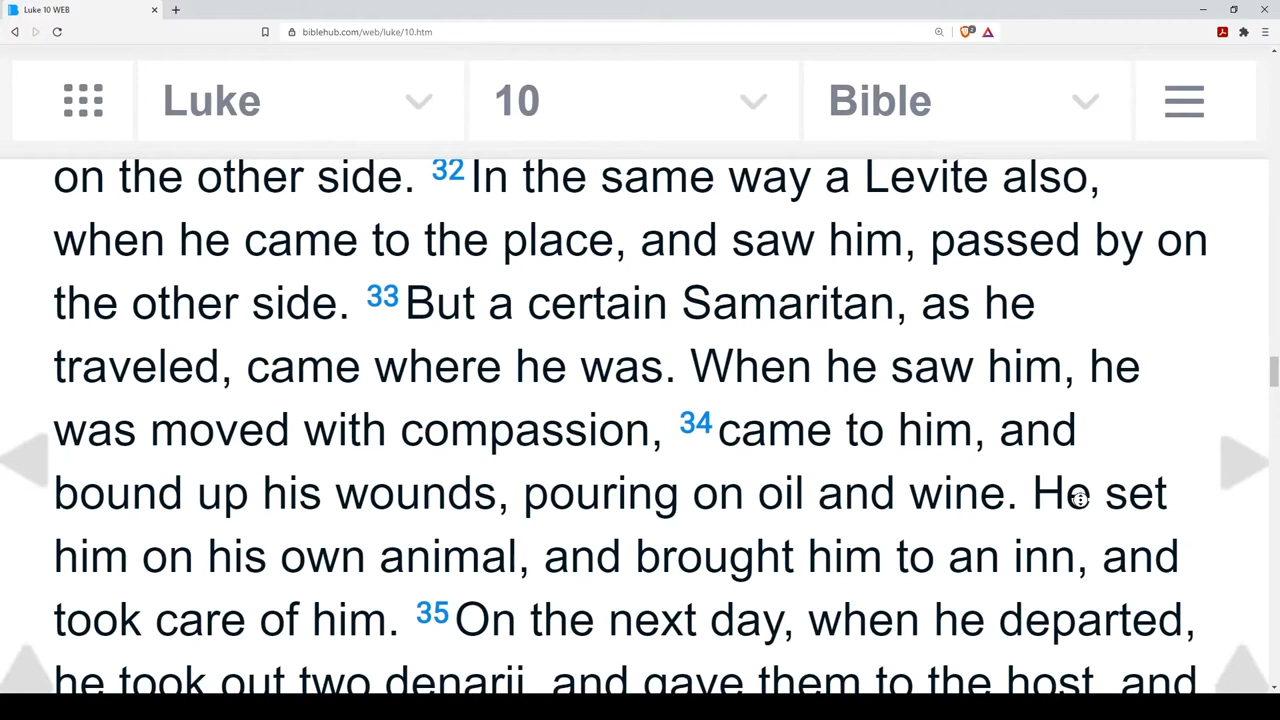 Luke 10 WEB
biblehub.com/web/luke/10.htm
Luke 10 Bible
on the other side. 32 In the same way a Levite also,
when he came to the place, and saw him, passed by on
the other side. 33 But a certain Samaritan, as he
traveled, came where he was. When he saw him, he
was moved with compassion, 34 came to him, and
bound up his wounds, pouring on oil and wine. He set
him on his own animal, and brought him to an inn, and
took care of him. 35 On the next day, when he departed,
he took out two denarii, and gave them to the host, and